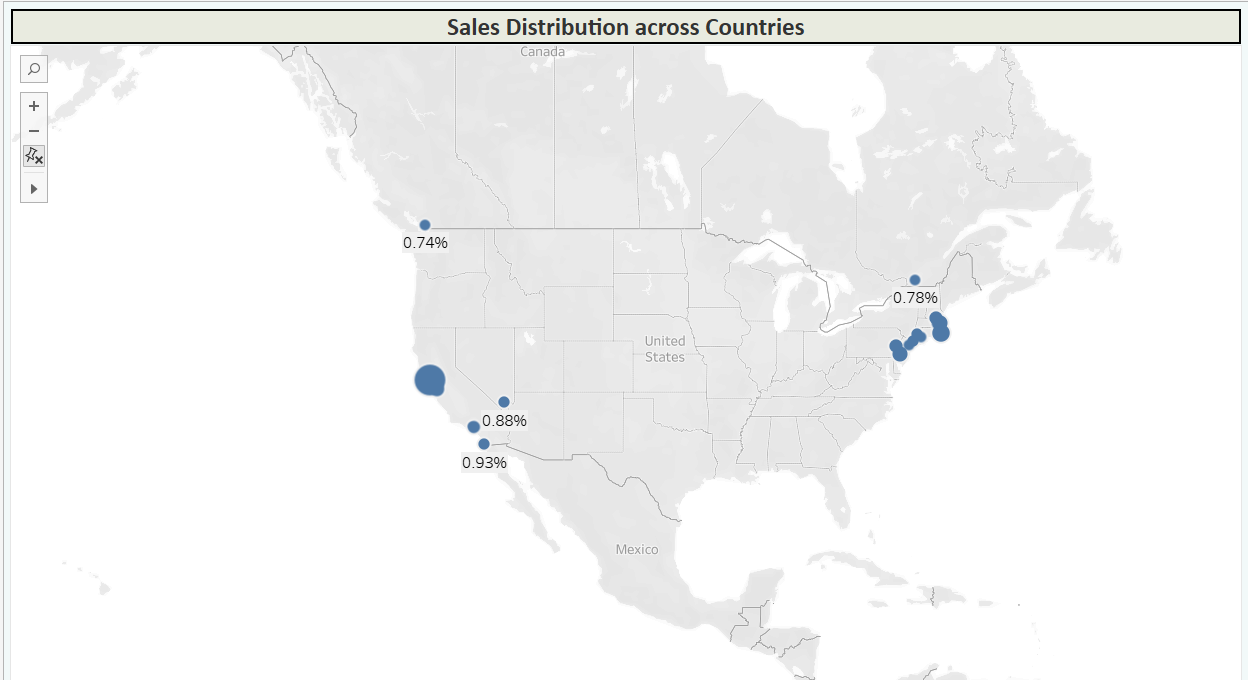 Sales Distribution across Countries
Canada
0.74%
0.78%
United
States
0.88%
0.93%
Mexico